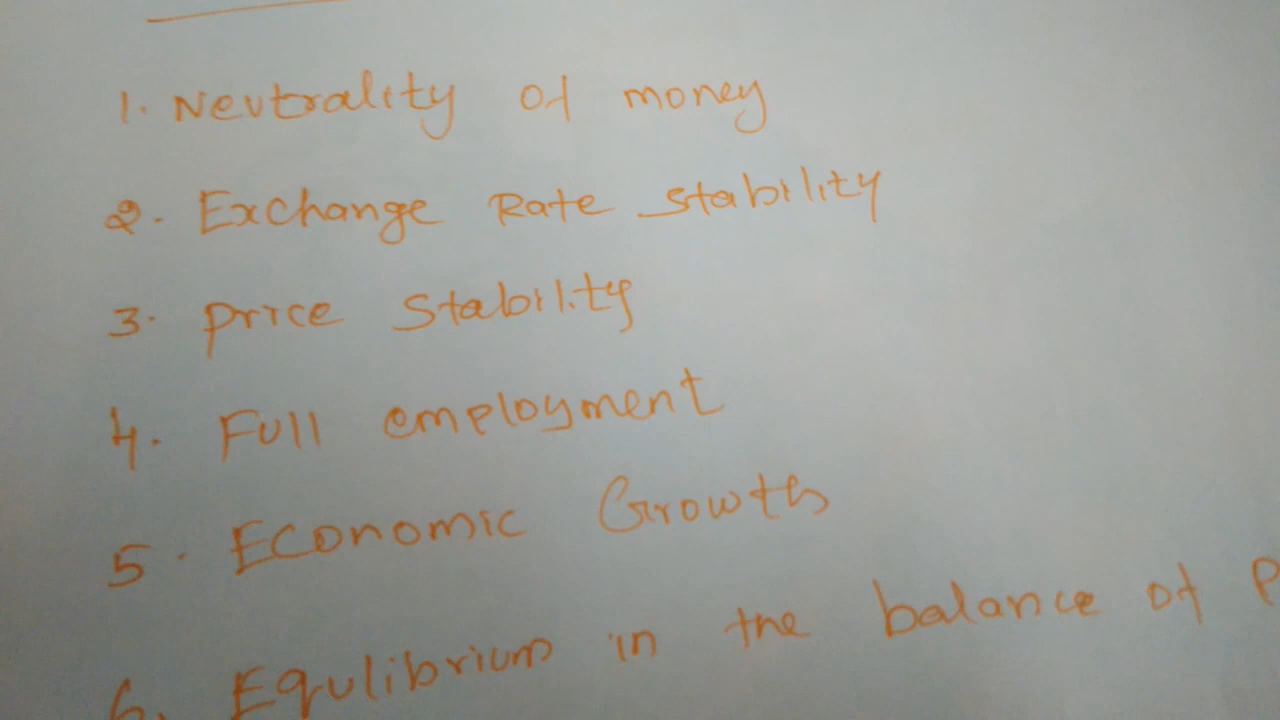 1. Neutrality of money
2. Exchange Rate stability
3. Price Stability
4. Full employment
5. Economic Growth
6. Equlibrium in the balance of P